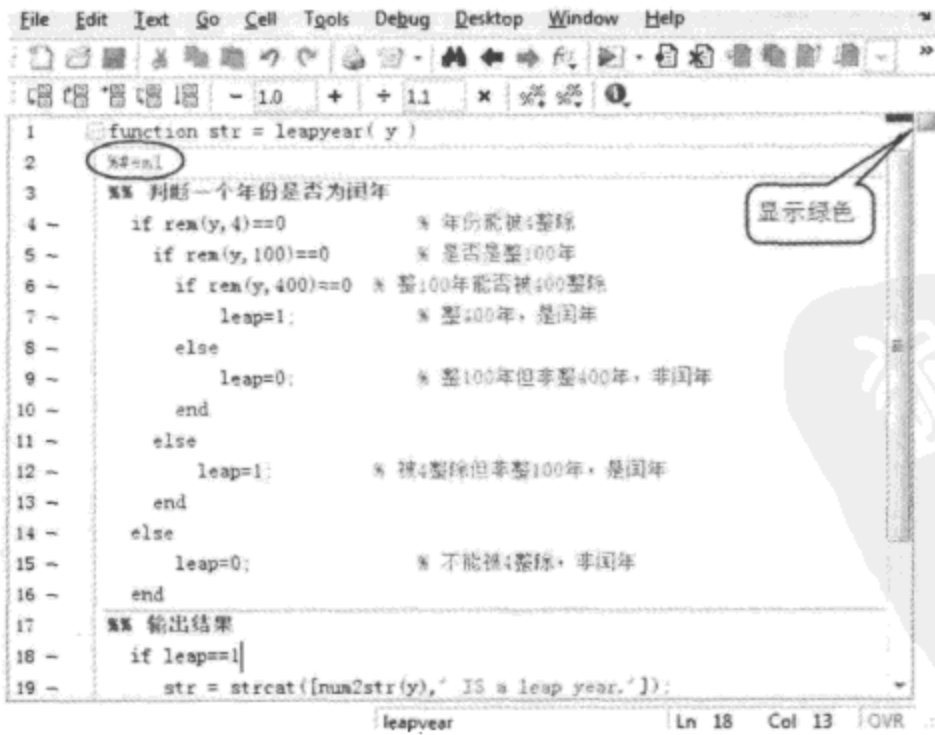 File Edit Text Go Cell Tools Debug Desktop Window Help
- 1.0 + ÷ 1.1 ×
1 function str = leapyear( y )
2 %#eml
3 %% 判断一个年份是否为闰年
4 - if rem(y,4)==0 % 年份能被4整除
5 - if rem(y,100)==0 % 是否是整100年
6 - if rem(y,400)==0 % 整100年能否被400整除
7 - leap=1; % 整400年，是闰年
8 - else
9 - leap=0; % 整100年但非整400年，非闰年
10 - end
11 - else
12 - leap=1; % 被4整除但非整100年，是闰年
13 - end
14 - else
15 - leap=0; % 不能被4整除，非闰年
16 - end
17 %% 输出结果
18 - if leap==1
19 - str = strcat([num2str(y),' IS a leap year.']);
显示绿色
leapyear Ln 18 Col 13 OVR